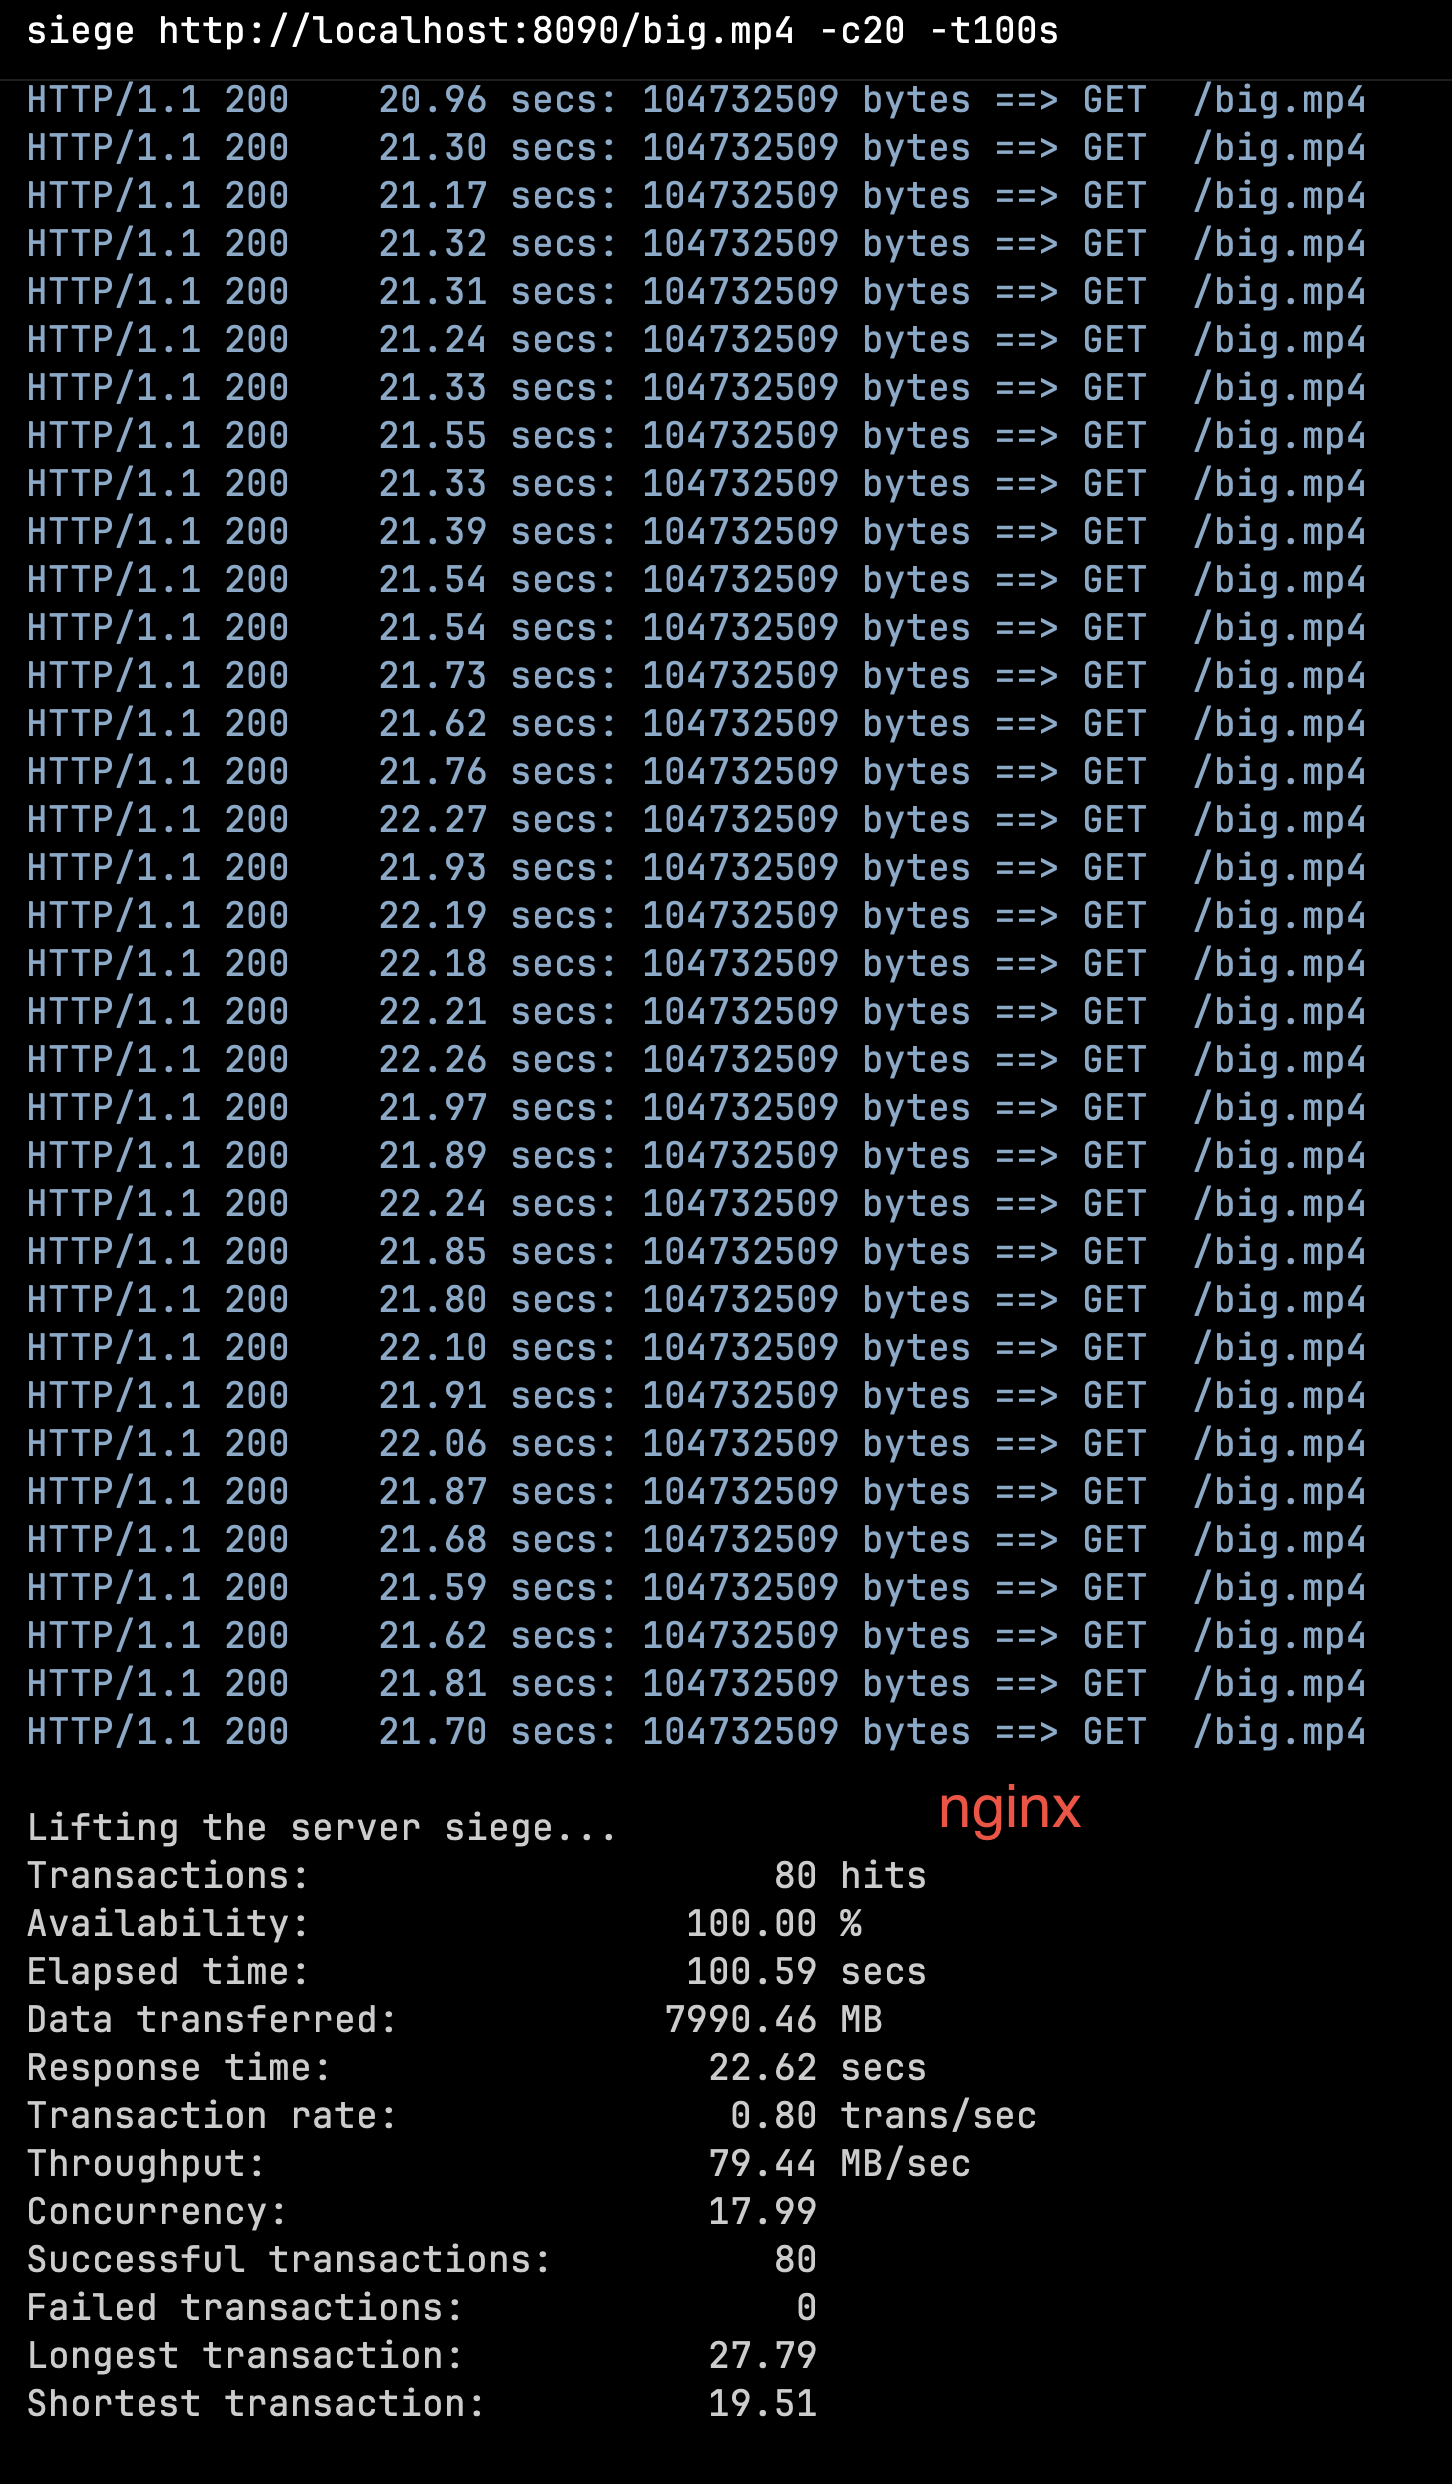 siege http://localhost:8090/big.mp4 -c20 -t100s
HTTP/1.1 200    20.96 secs: 104732509 bytes ==> GET  /big.mp4
HTTP/1.1 200    21.30 secs: 104732509 bytes ==> GET  /big.mp4
HTTP/1.1 200    21.17 secs: 104732509 bytes ==> GET  /big.mp4
HTTP/1.1 200    21.32 secs: 104732509 bytes ==> GET  /big.mp4
HTTP/1.1 200    21.31 secs: 104732509 bytes ==> GET  /big.mp4
HTTP/1.1 200    21.24 secs: 104732509 bytes ==> GET  /big.mp4
HTTP/1.1 200    21.33 secs: 104732509 bytes ==> GET  /big.mp4
HTTP/1.1 200    21.55 secs: 104732509 bytes ==> GET  /big.mp4
HTTP/1.1 200    21.33 secs: 104732509 bytes ==> GET  /big.mp4
HTTP/1.1 200    21.39 secs: 104732509 bytes ==> GET  /big.mp4
HTTP/1.1 200    21.54 secs: 104732509 bytes ==> GET  /big.mp4
HTTP/1.1 200    21.54 secs: 104732509 bytes ==> GET  /big.mp4
HTTP/1.1 200    21.73 secs: 104732509 bytes ==> GET  /big.mp4
HTTP/1.1 200    21.62 secs: 104732509 bytes ==> GET  /big.mp4
HTTP/1.1 200    21.76 secs: 104732509 bytes ==> GET  /big.mp4
HTTP/1.1 200    22.27 secs: 104732509 bytes ==> GET  /big.mp4
HTTP/1.1 200    21.93 secs: 104732509 bytes ==> GET  /big.mp4
HTTP/1.1 200    22.19 secs: 104732509 bytes ==> GET  /big.mp4
HTTP/1.1 200    22.18 secs: 104732509 bytes ==> GET  /big.mp4
HTTP/1.1 200    22.21 secs: 104732509 bytes ==> GET  /big.mp4
HTTP/1.1 200    22.26 secs: 104732509 bytes ==> GET  /big.mp4
HTTP/1.1 200    21.97 secs: 104732509 bytes ==> GET  /big.mp4
HTTP/1.1 200    21.89 secs: 104732509 bytes ==> GET  /big.mp4
HTTP/1.1 200    22.24 secs: 104732509 bytes ==> GET  /big.mp4
HTTP/1.1 200    21.85 secs: 104732509 bytes ==> GET  /big.mp4
HTTP/1.1 200    21.80 secs: 104732509 bytes ==> GET  /big.mp4
HTTP/1.1 200    22.10 secs: 104732509 bytes ==> GET  /big.mp4
HTTP/1.1 200    21.91 secs: 104732509 bytes ==> GET  /big.mp4
HTTP/1.1 200    22.06 secs: 104732509 bytes ==> GET  /big.mp4
HTTP/1.1 200    21.87 secs: 104732509 bytes ==> GET  /big.mp4
HTTP/1.1 200    21.68 secs: 104732509 bytes ==> GET  /big.mp4
HTTP/1.1 200    21.59 secs: 104732509 bytes ==> GET  /big.mp4
HTTP/1.1 200    21.62 secs: 104732509 bytes ==> GET  /big.mp4
HTTP/1.1 200    21.81 secs: 104732509 bytes ==> GET  /big.mp4
HTTP/1.1 200    21.70 secs: 104732509 bytes ==> GET  /big.mp4
nginx
Lifting the server siege...
Transactions: 80 hits
Availability: 100.00 %
Elapsed time: 100.59 secs
Data transferred: 7990.46 MB
Response time: 22.62 secs
Transaction rate: 0.80 trans/sec
Throughput: 79.44 MB/sec
Concurrency: 17.99
Successful transactions: 80
Failed transactions: 0
Longest transaction: 27.79
Shortest transaction: 19.51